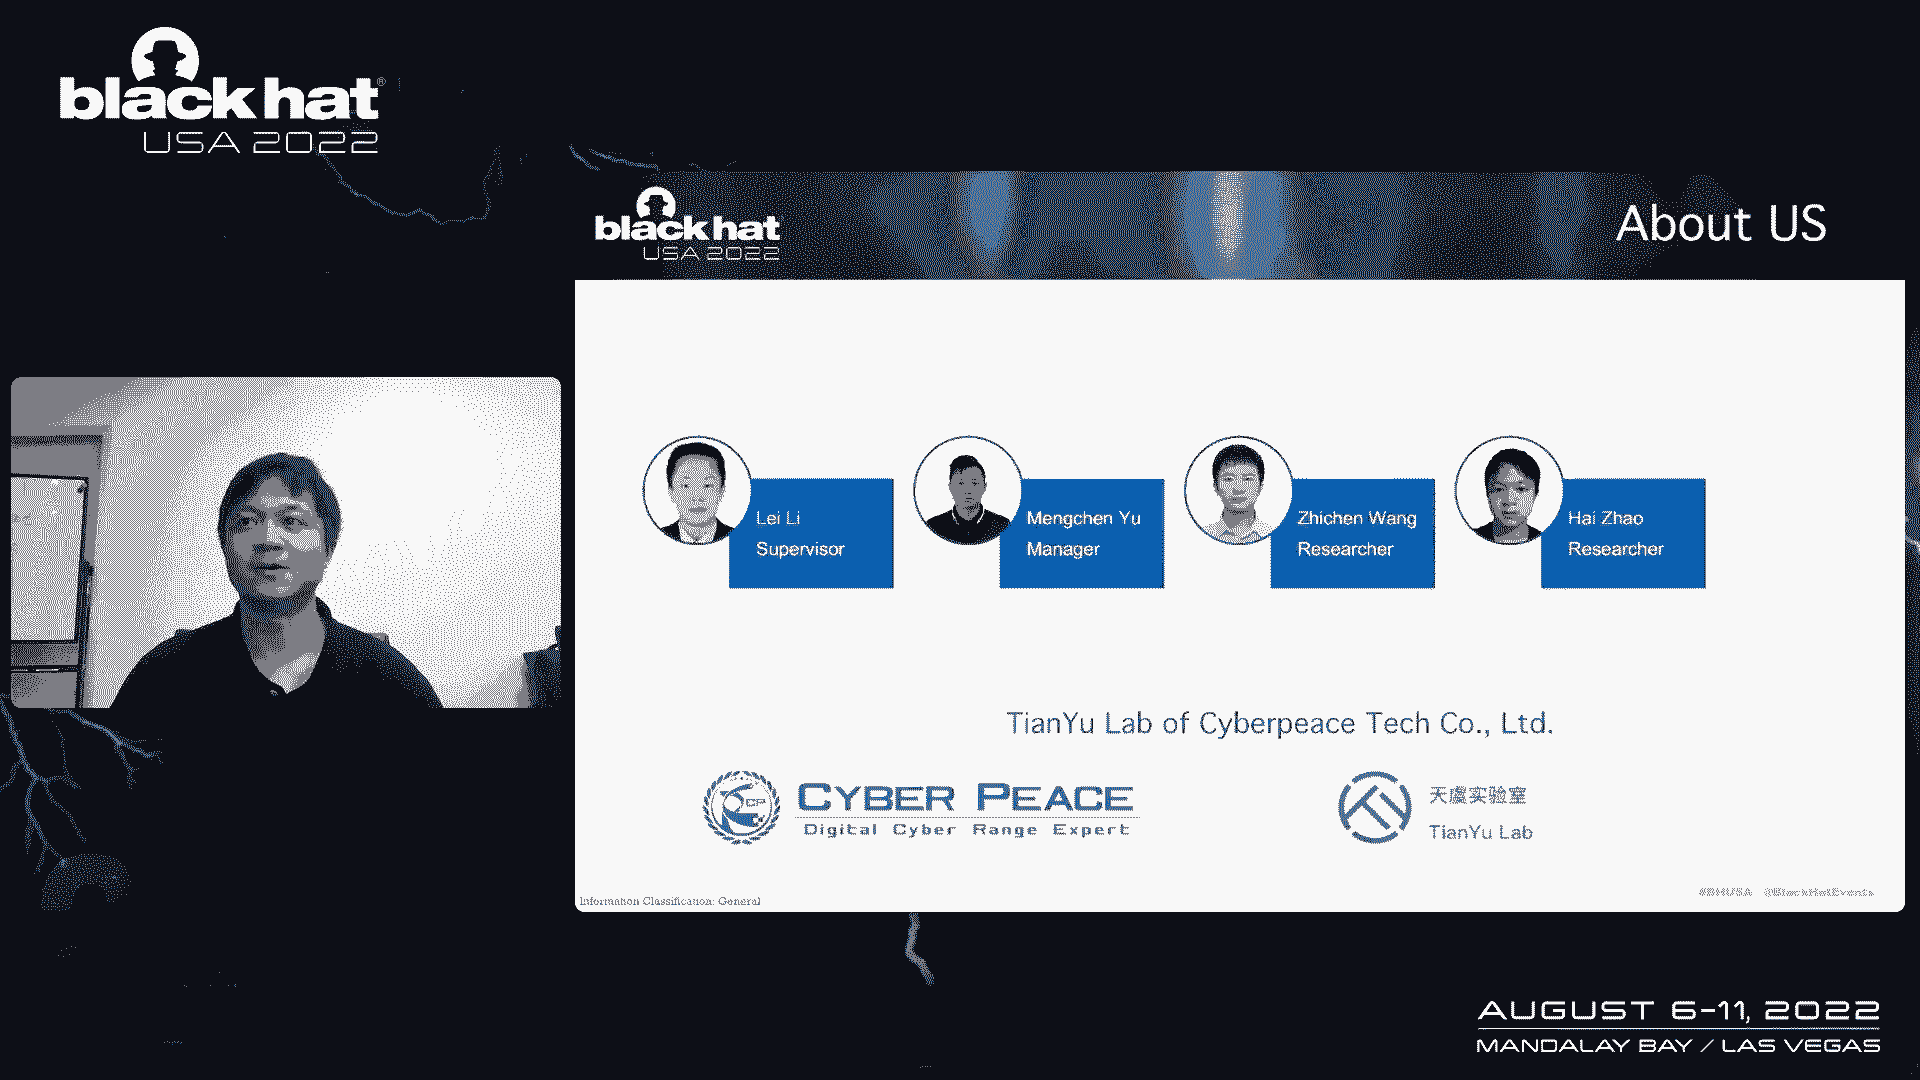 black hat®
USA 2022
black hat
USA 2022
About US
Lei Li
Supervisor
Mengchen Yu
Manager
Zhichen Wang
Researcher
Hai Zhao
Researcher
TianYu Lab of Cyberpeace Tech Co., Ltd.
CYBER PEACE
Digital Cyber Range Expert
天虞实验室
TianYu Lab
#BHUSA @BlackHatEvents
Information Classification: General
AUGUST 6-11, 2022
MANDALAY BAY / LAS VEGAS